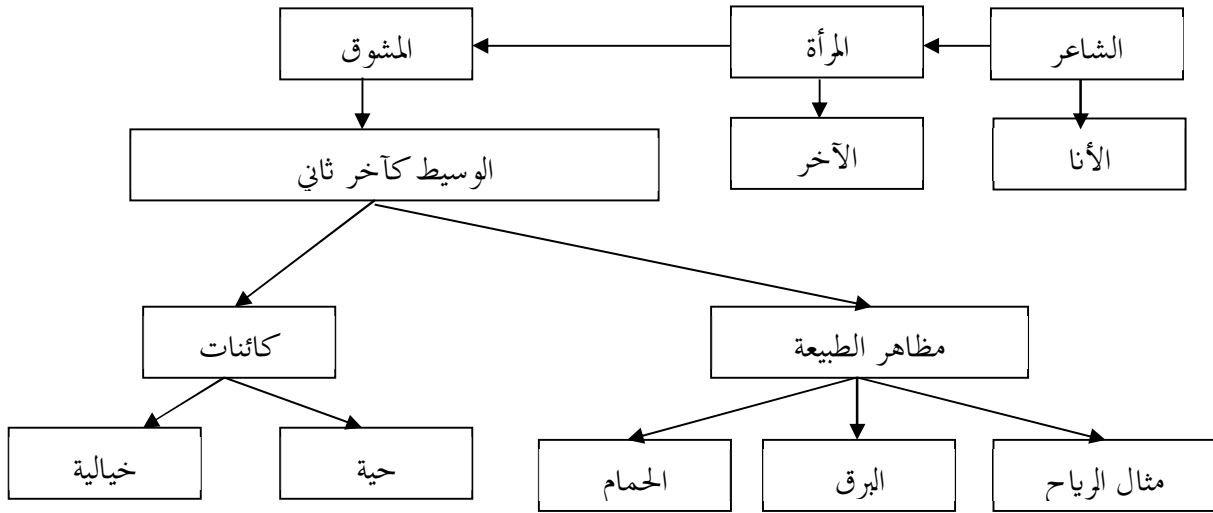 الشاعر
المرأة
المشوق
الأنا
الآخر
الوسيط كآخر ثاني
مظاهر الطبيعة
كائنات
مثال الرياح
البرق
الحمام
حية
خيالية